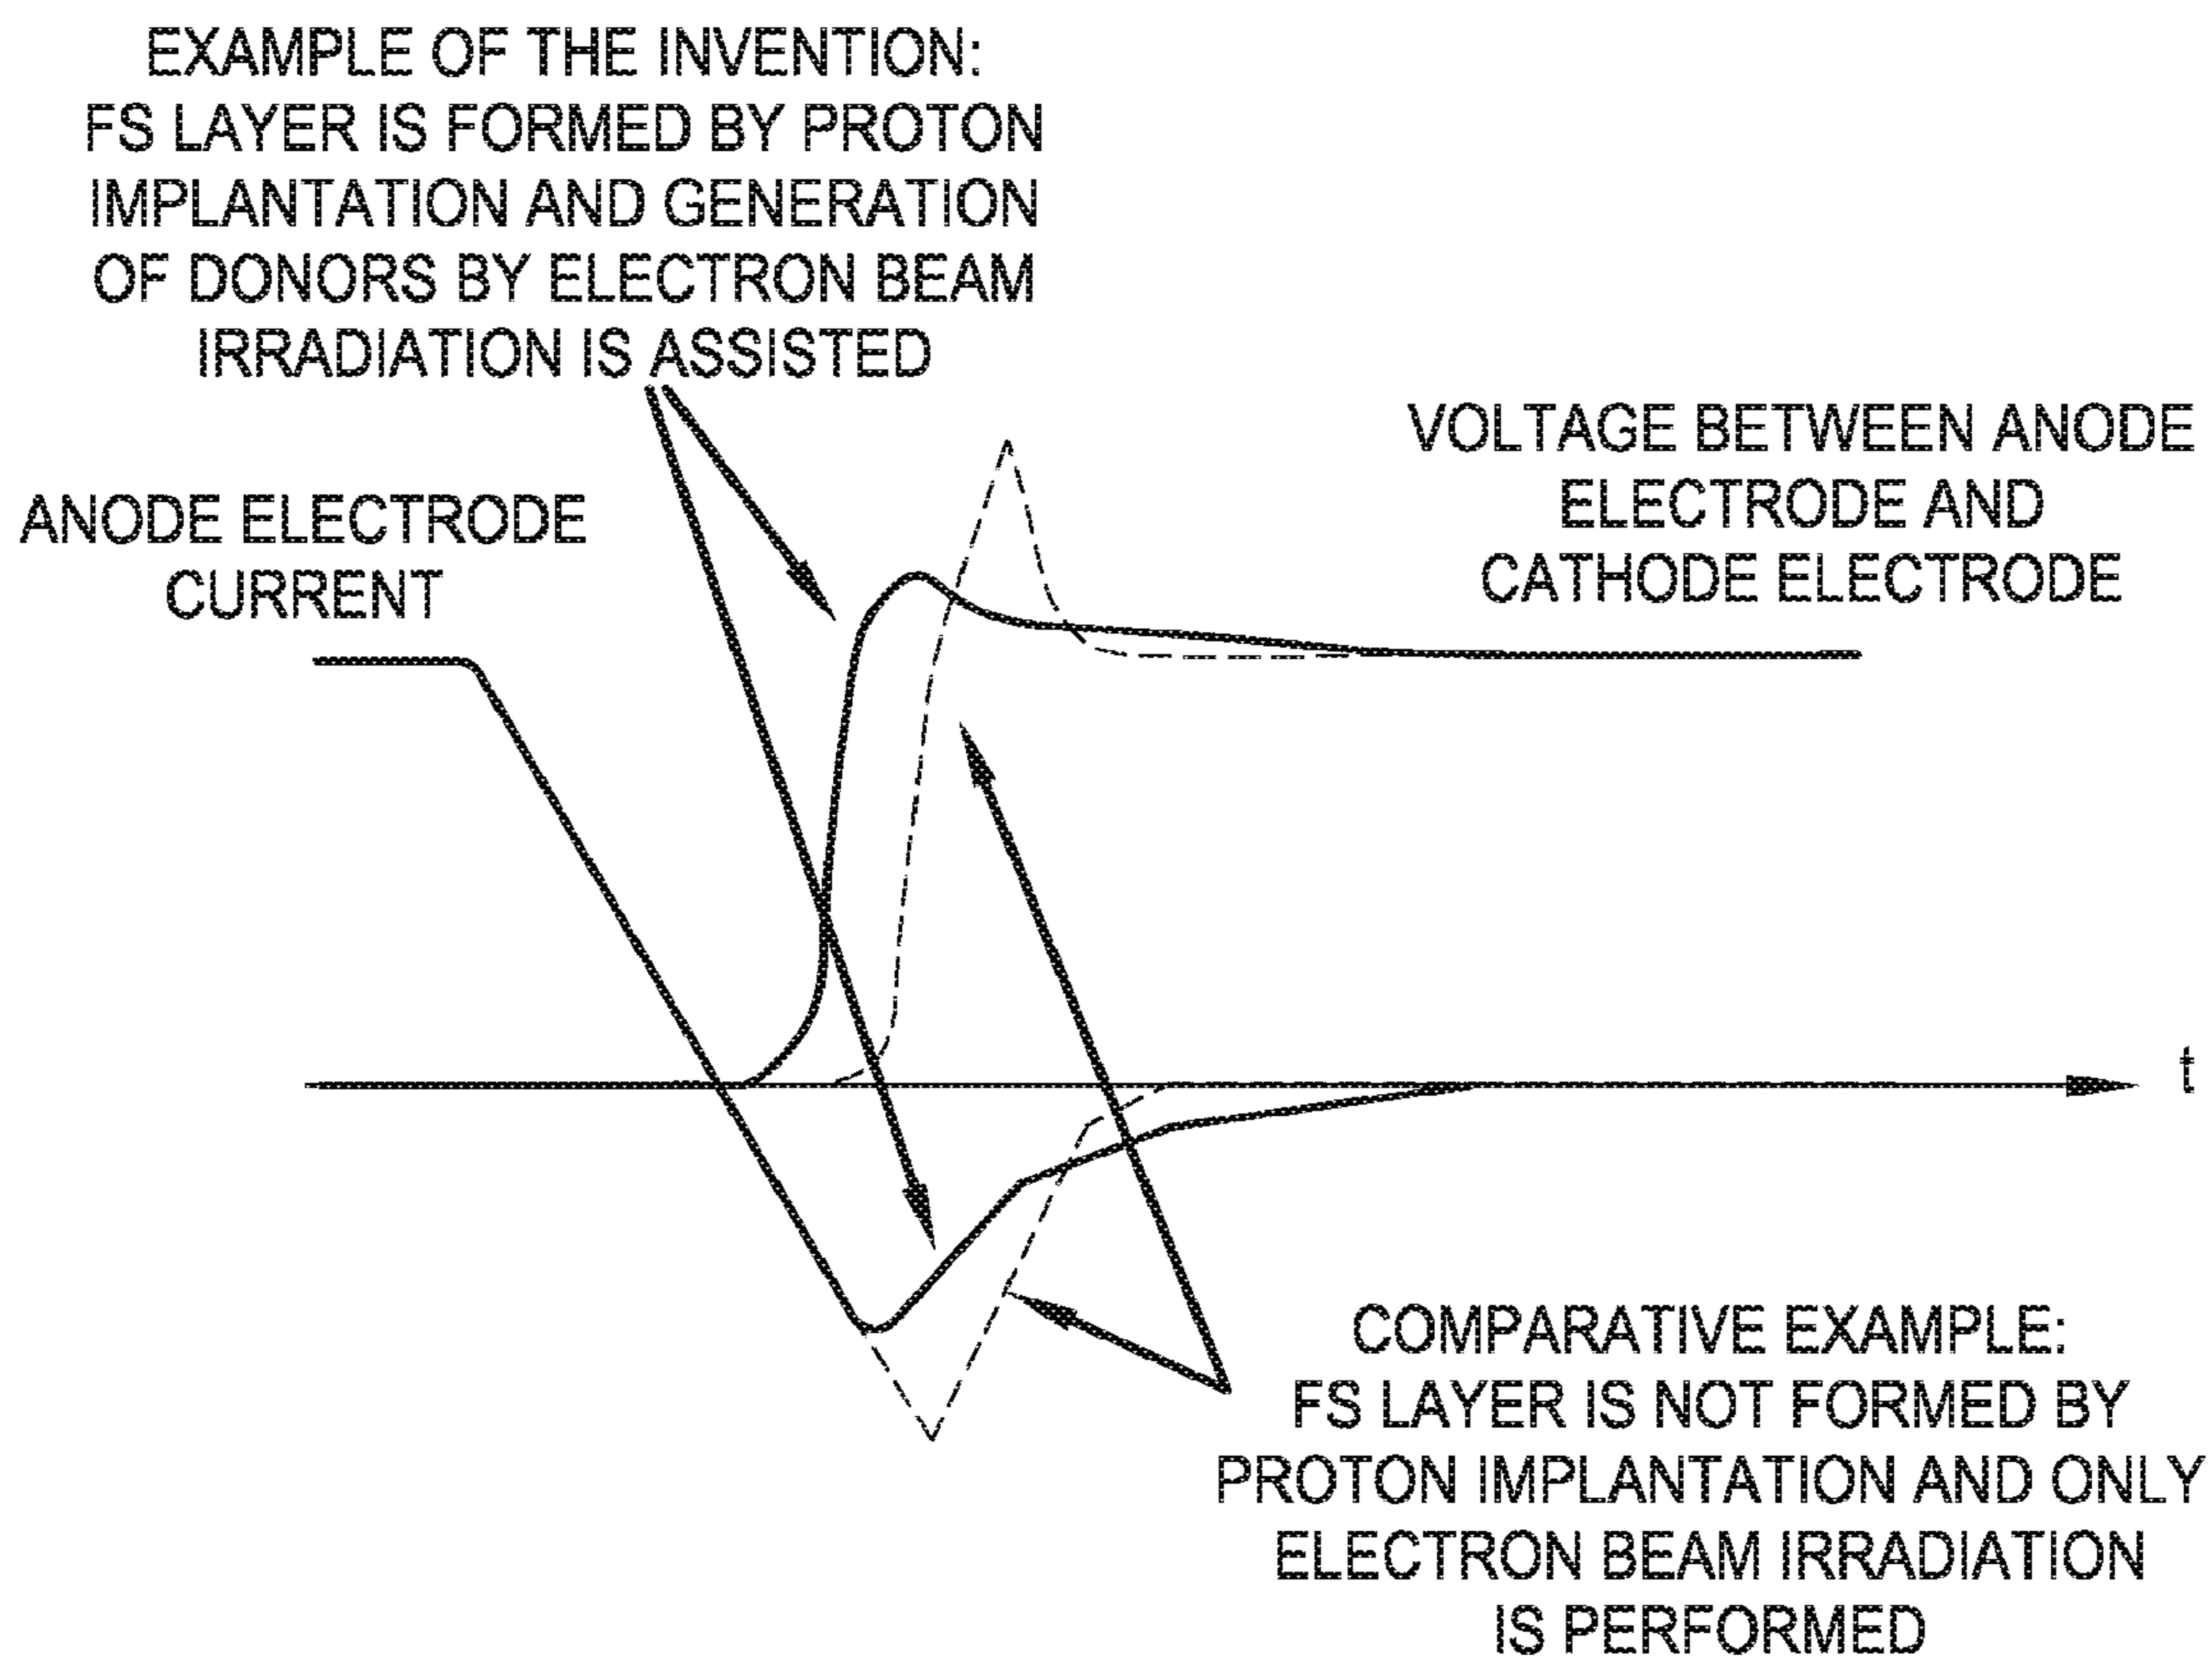 EXAMPLE OF THE INVENTION:
FS LAYER IS FORMED BY PROTON
IMPLANTATION AND GENERATION
OF DONORS BY ELECTRON BEAM
IRRADIATION IS ASSISTED
VOLTAGE BETWEEN ANODE
ELECTRODE AND
CATHODE ELECTRODE
ANODE ELECTRODE
CURRENT
t
COMPARATIVE EXAMPLE:
FS LAYER IS NOT FORMED BY
PROTON IMPLANTATION AND ONLY
ELECTRON BEAM IRRADIATION
IS PERFORMED